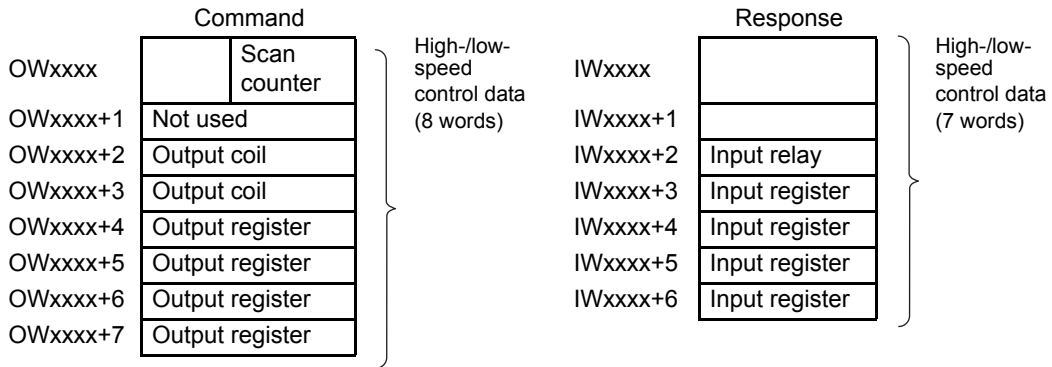 Command
OWxxxx
Scan
counter
OWxxxx+1 Not used
OWxxxx+2 Output coil
OWxxxx+3 Output coil
OWxxxx+4 Output register
OWxxxx+5 Output register
OWxxxx+6 Output register
OWxxxx+7 Output register
High-/low-
speed
control data
(8 words)
Response
IWxxxx
IWxxxx+1
IWxxxx+2 Input relay
IWxxxx+3 Input register
IWxxxx+4 Input register
IWxxxx+5 Input register
IWxxxx+6 Input register
High-/low-
speed
control data
(7 words)